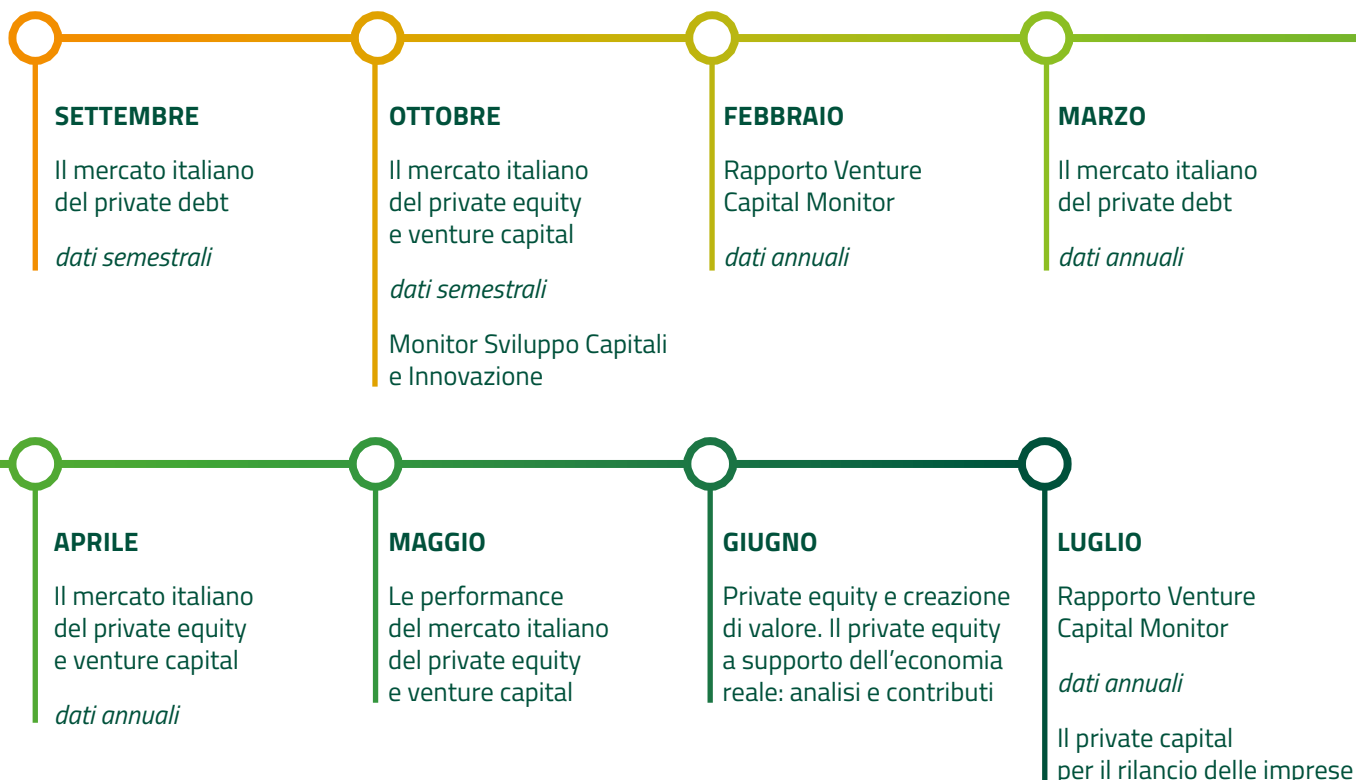 SETTEMBRE
Il mercato italiano
del private debt
dati semestrali
OTTOBRE
Il mercato italiano
del private equity
e venture capital
dati semestrali
Monitor Sviluppo Capitali
e Innovazione
FEBBRAIO
Rapporto Venture
Capital Monitor
dati annuali
MARZO
Il mercato italiano
del private debt
dati annuali
APRILE
Il mercato italiano
del private equity
e venture capital
dati annuali
MAGGIO
Le performance
del mercato italiano
del private equity
e venture capital
GIUGNO
Private equity e creazione
di valore. Il private equity
a supporto dell’economia
reale: analisi e contributi
LUGLIO
Rapporto Venture
Capital Monitor
dati annuali
Il private capital
per il rilancio delle imprese